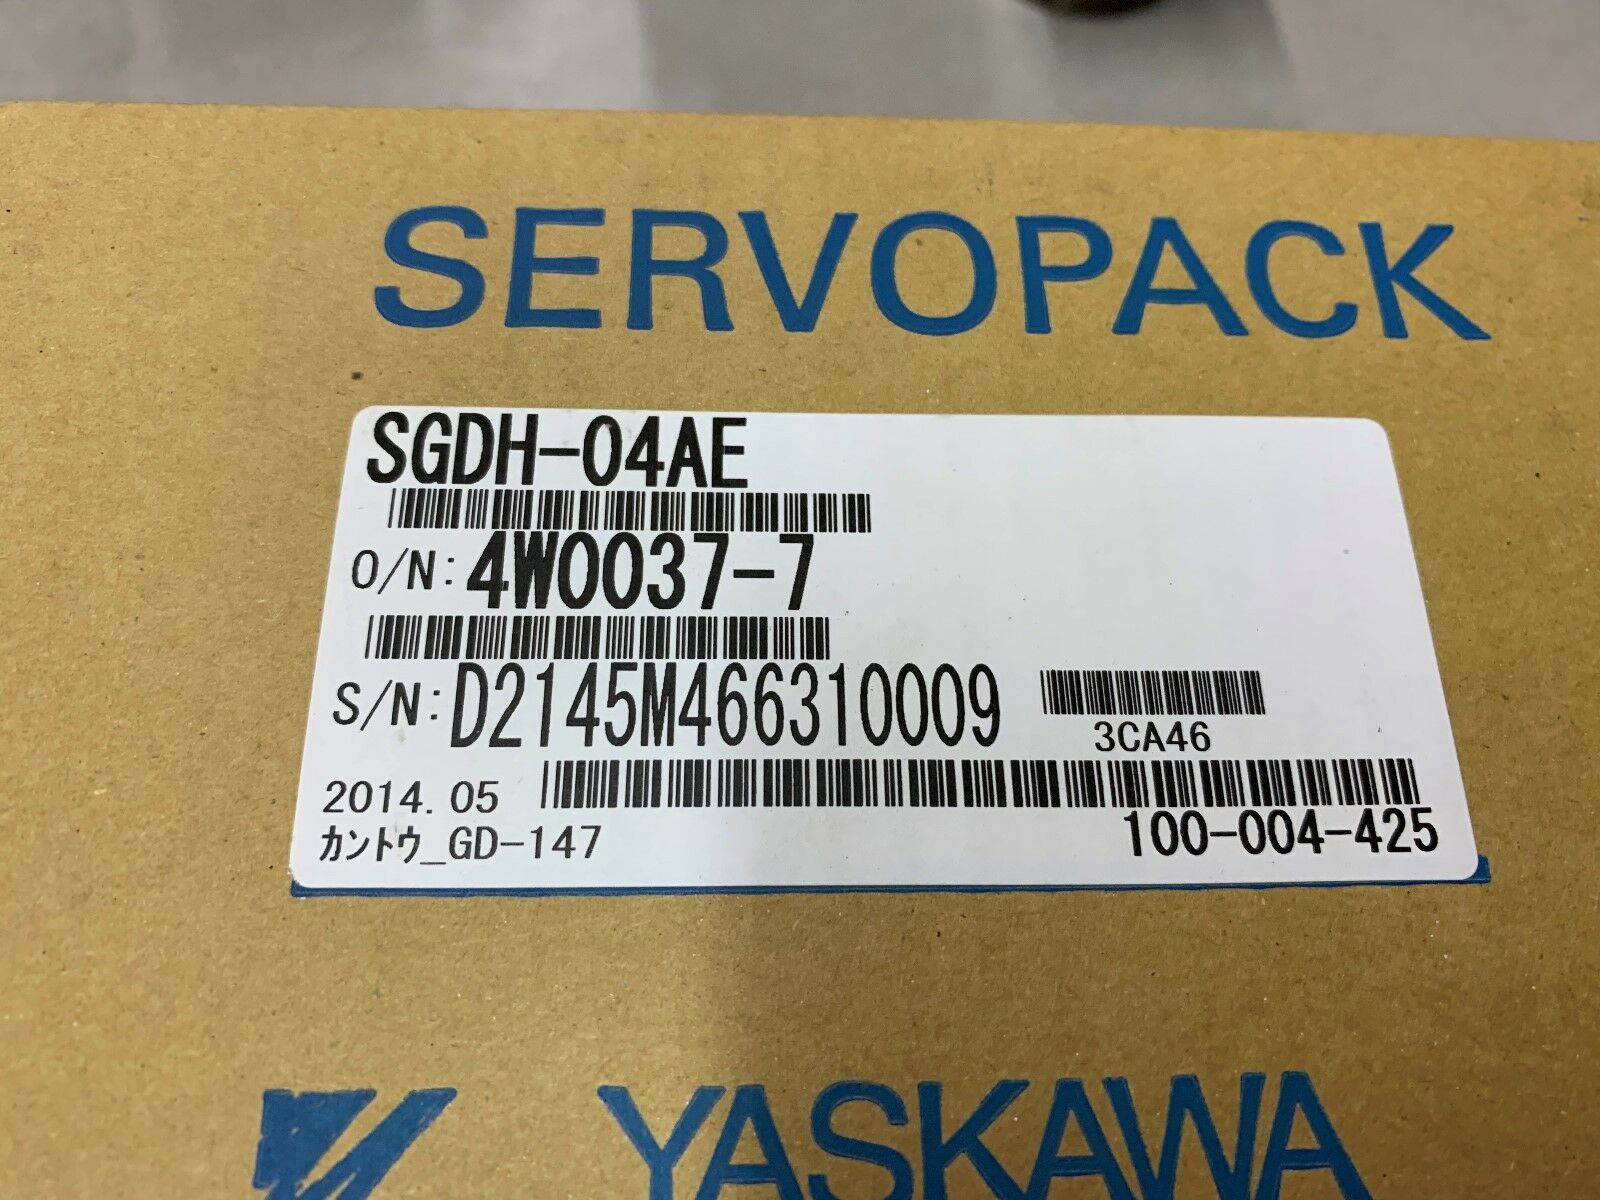 SERVOPACK
SGDH-04AE
O/N: 4W0037-7
S/N: D2145M466310009
3CA46
2014.05
カントウ_GD-147
100-004-425
YASKAWA